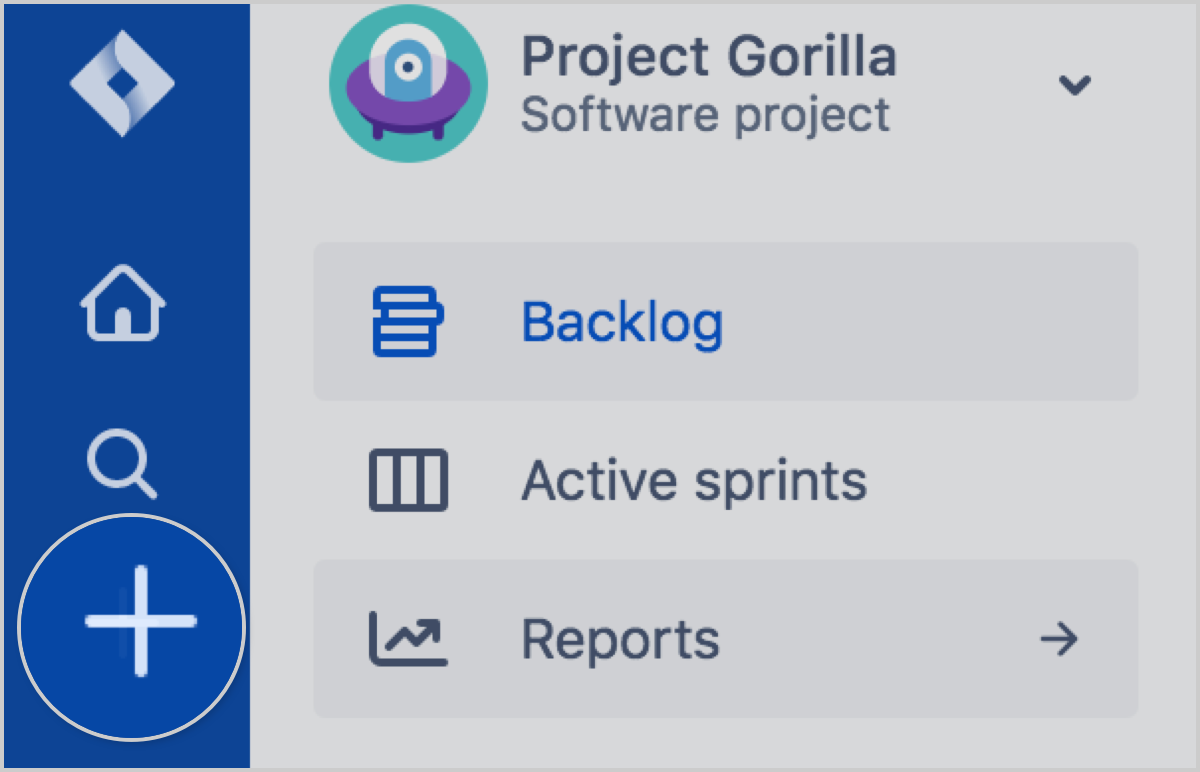 Project Gorilla
Software project
Backlog
Active sprints
Reports